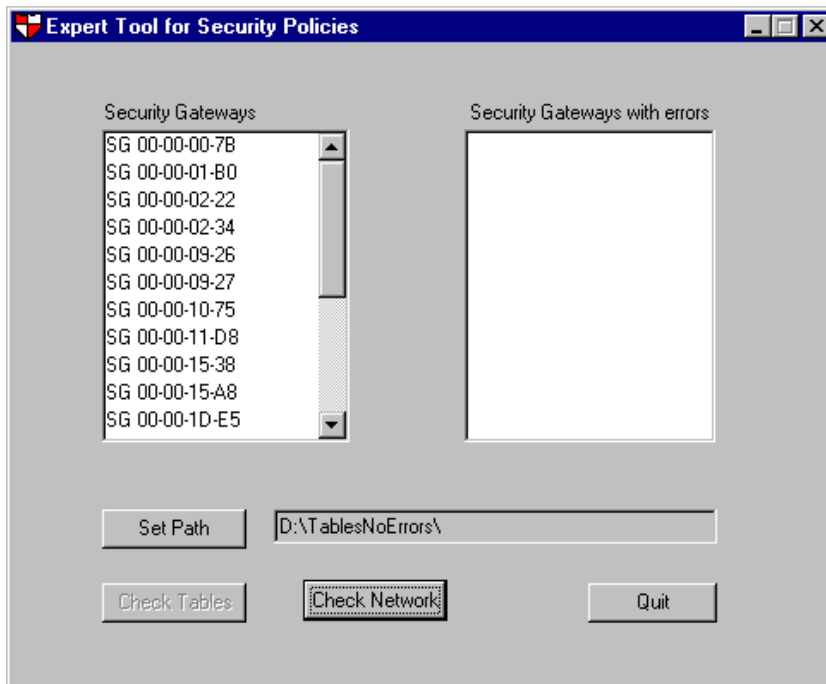 Expert Tool for Security Policies
Security Gateways
Security Gateways with errors
SG 00-00-00-7B
SG 00-00-01-B0
SG 00-00-02-22
SG 00-00-02-34
SG 00-00-09-26
SG 00-00-09-27
SG 00-00-10-75
SG 00-00-11-D8
SG 00-00-15-38
SG 00-00-15-A8
SG 00-00-1D-E5
Set Path
D:\TablesNoErrors\
Check Tables
Check Network
Quit